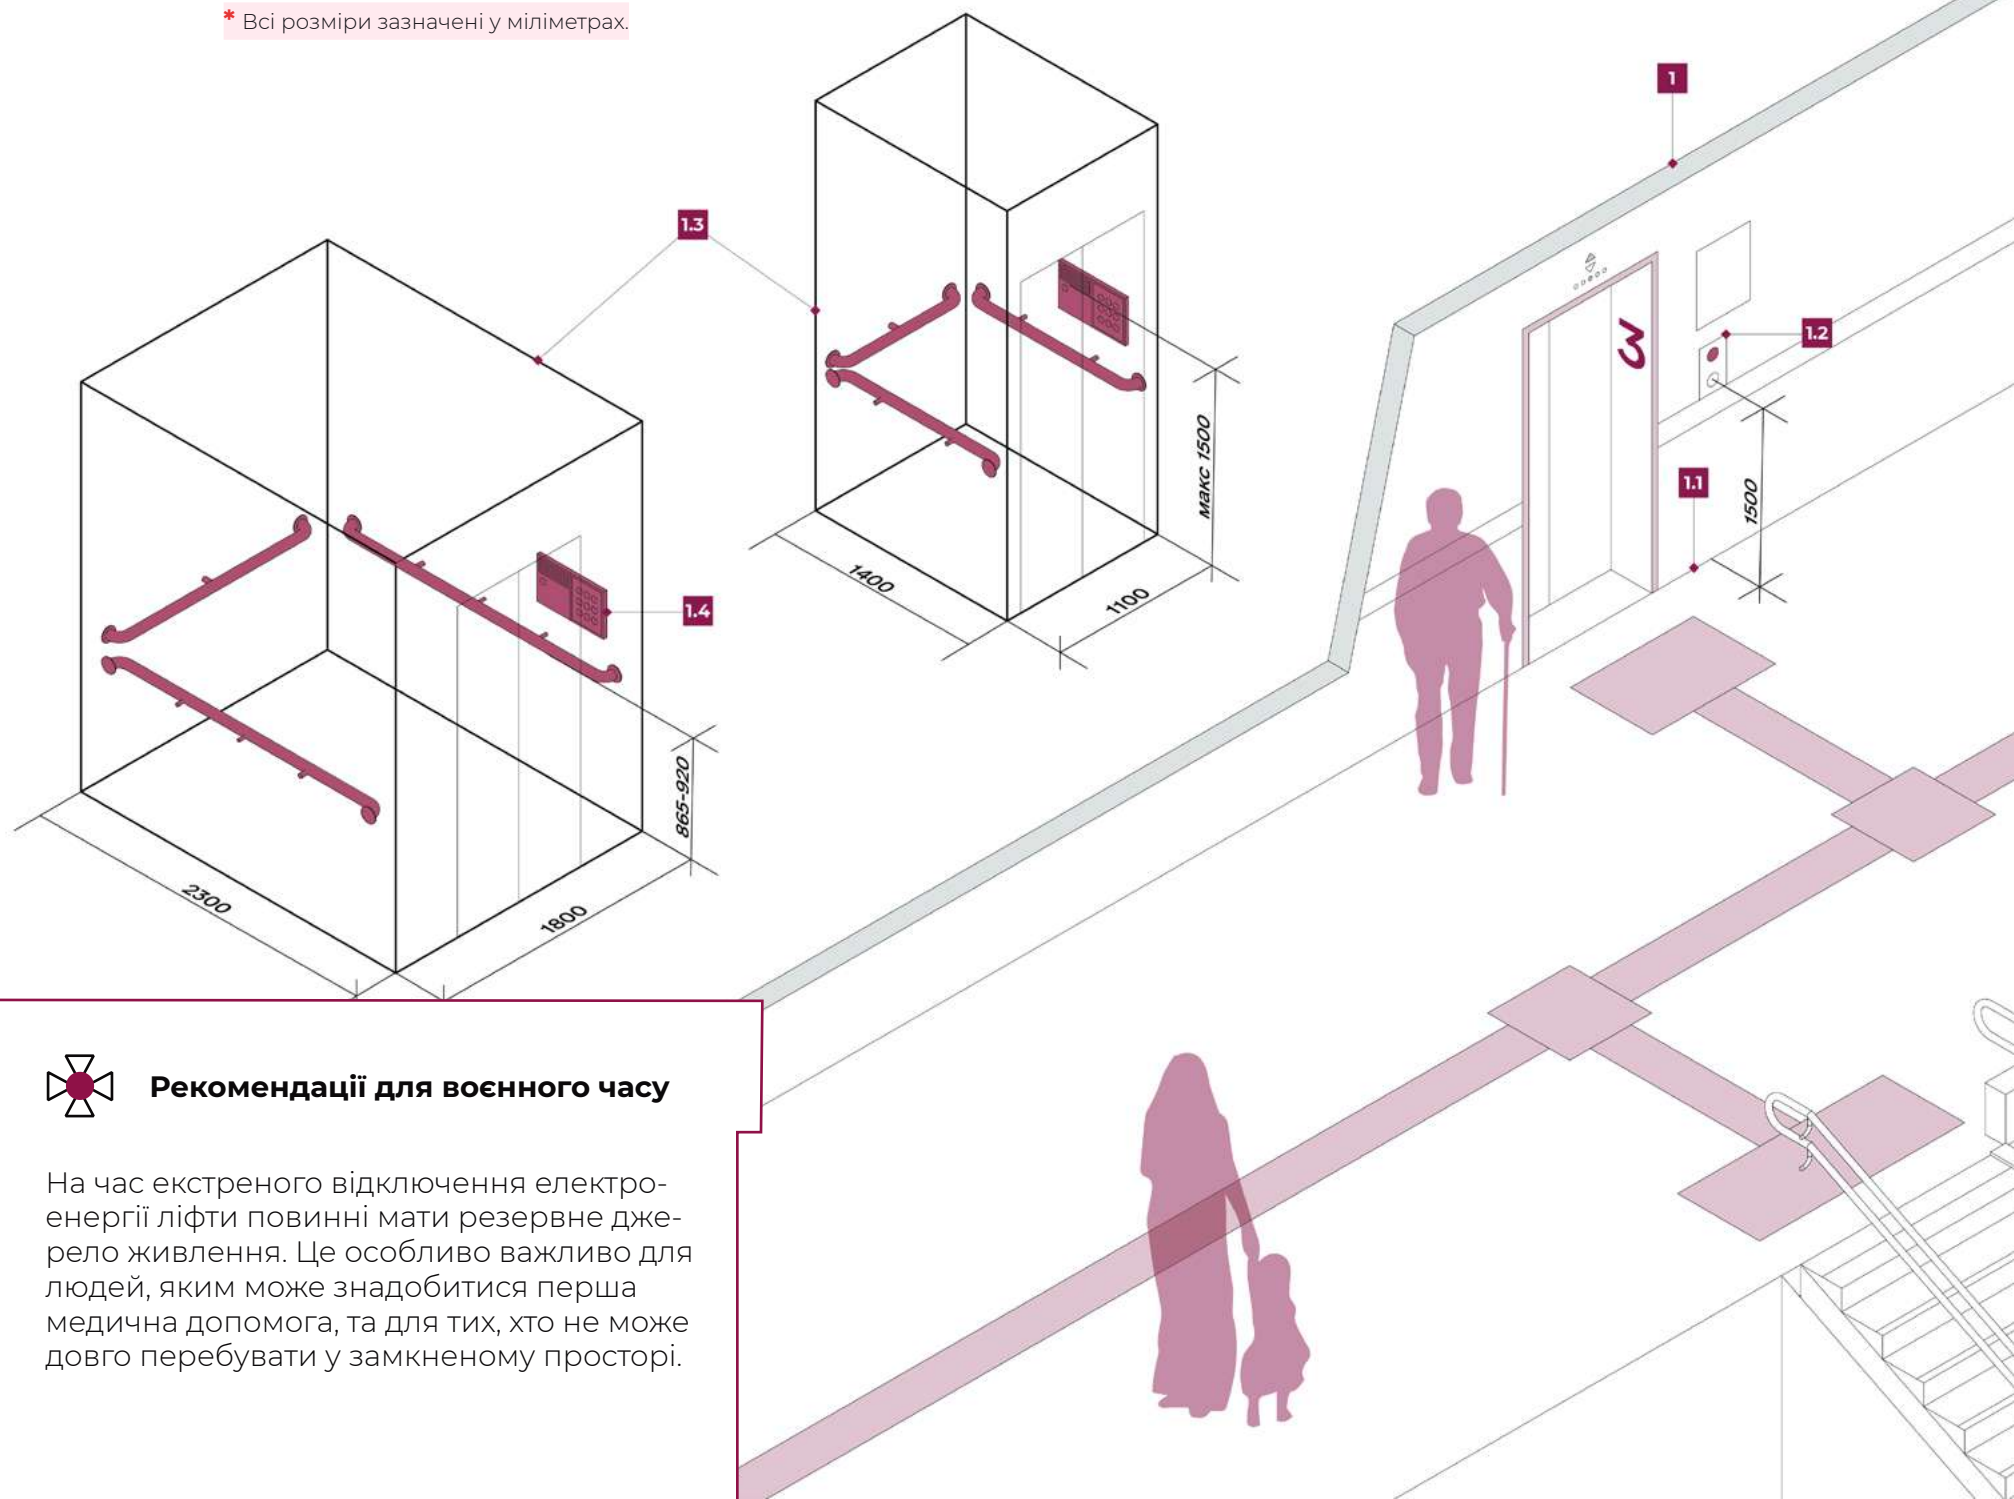 * Всі розміри зазначені у міліметрах.
1
1.3
1.2
макс 1500
1.1
1500
1400
1100
3
1.4
865-920
2300
1800
Рекомендації для воєнного часу
На час екстреного відключення електро-
енергії ліфти повинні мати резервне дже-
рело живлення. Це особливо важливо для
людей, яким може знадобитися перша
медична допомога, та для тих, хто не може
довго перебувати у замкненому просторі.